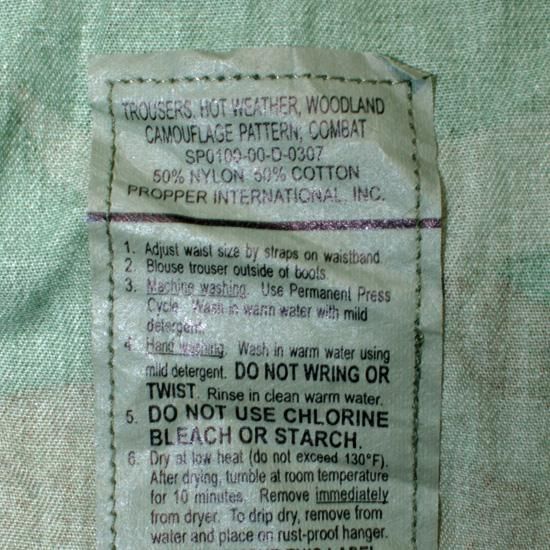 TROUSERS, HOT WEATHER, WOODLAND
CAMOUFLAGE PATTERN; COMBAT
SP0100-00-D-0307
50% NYLON 50% COTTON
PROPPER INTERNATIONAL, INC.
1. Adjust waist size by straps on waistband
2. Blouse trouser outside of boots.
3. Machine washing. Use Permanent Press
Cycle. Wash in warm water with mild
detergent.
4. Hand washing. Wash in warm water using
mild detergent. DO NOT WRING OR
TWIST. Rinse in clean warm water.
5. DO NOT USE CHLORINE
BLEACH OR STARCH.
6. Dry at low heat (do not exceed 130°F).
After drying, tumble at room temperature
for 10 minutes. Remove immediately
from dryer. To drip dry, remove from
water and place on rust-proof hanger.
THIS LABEL